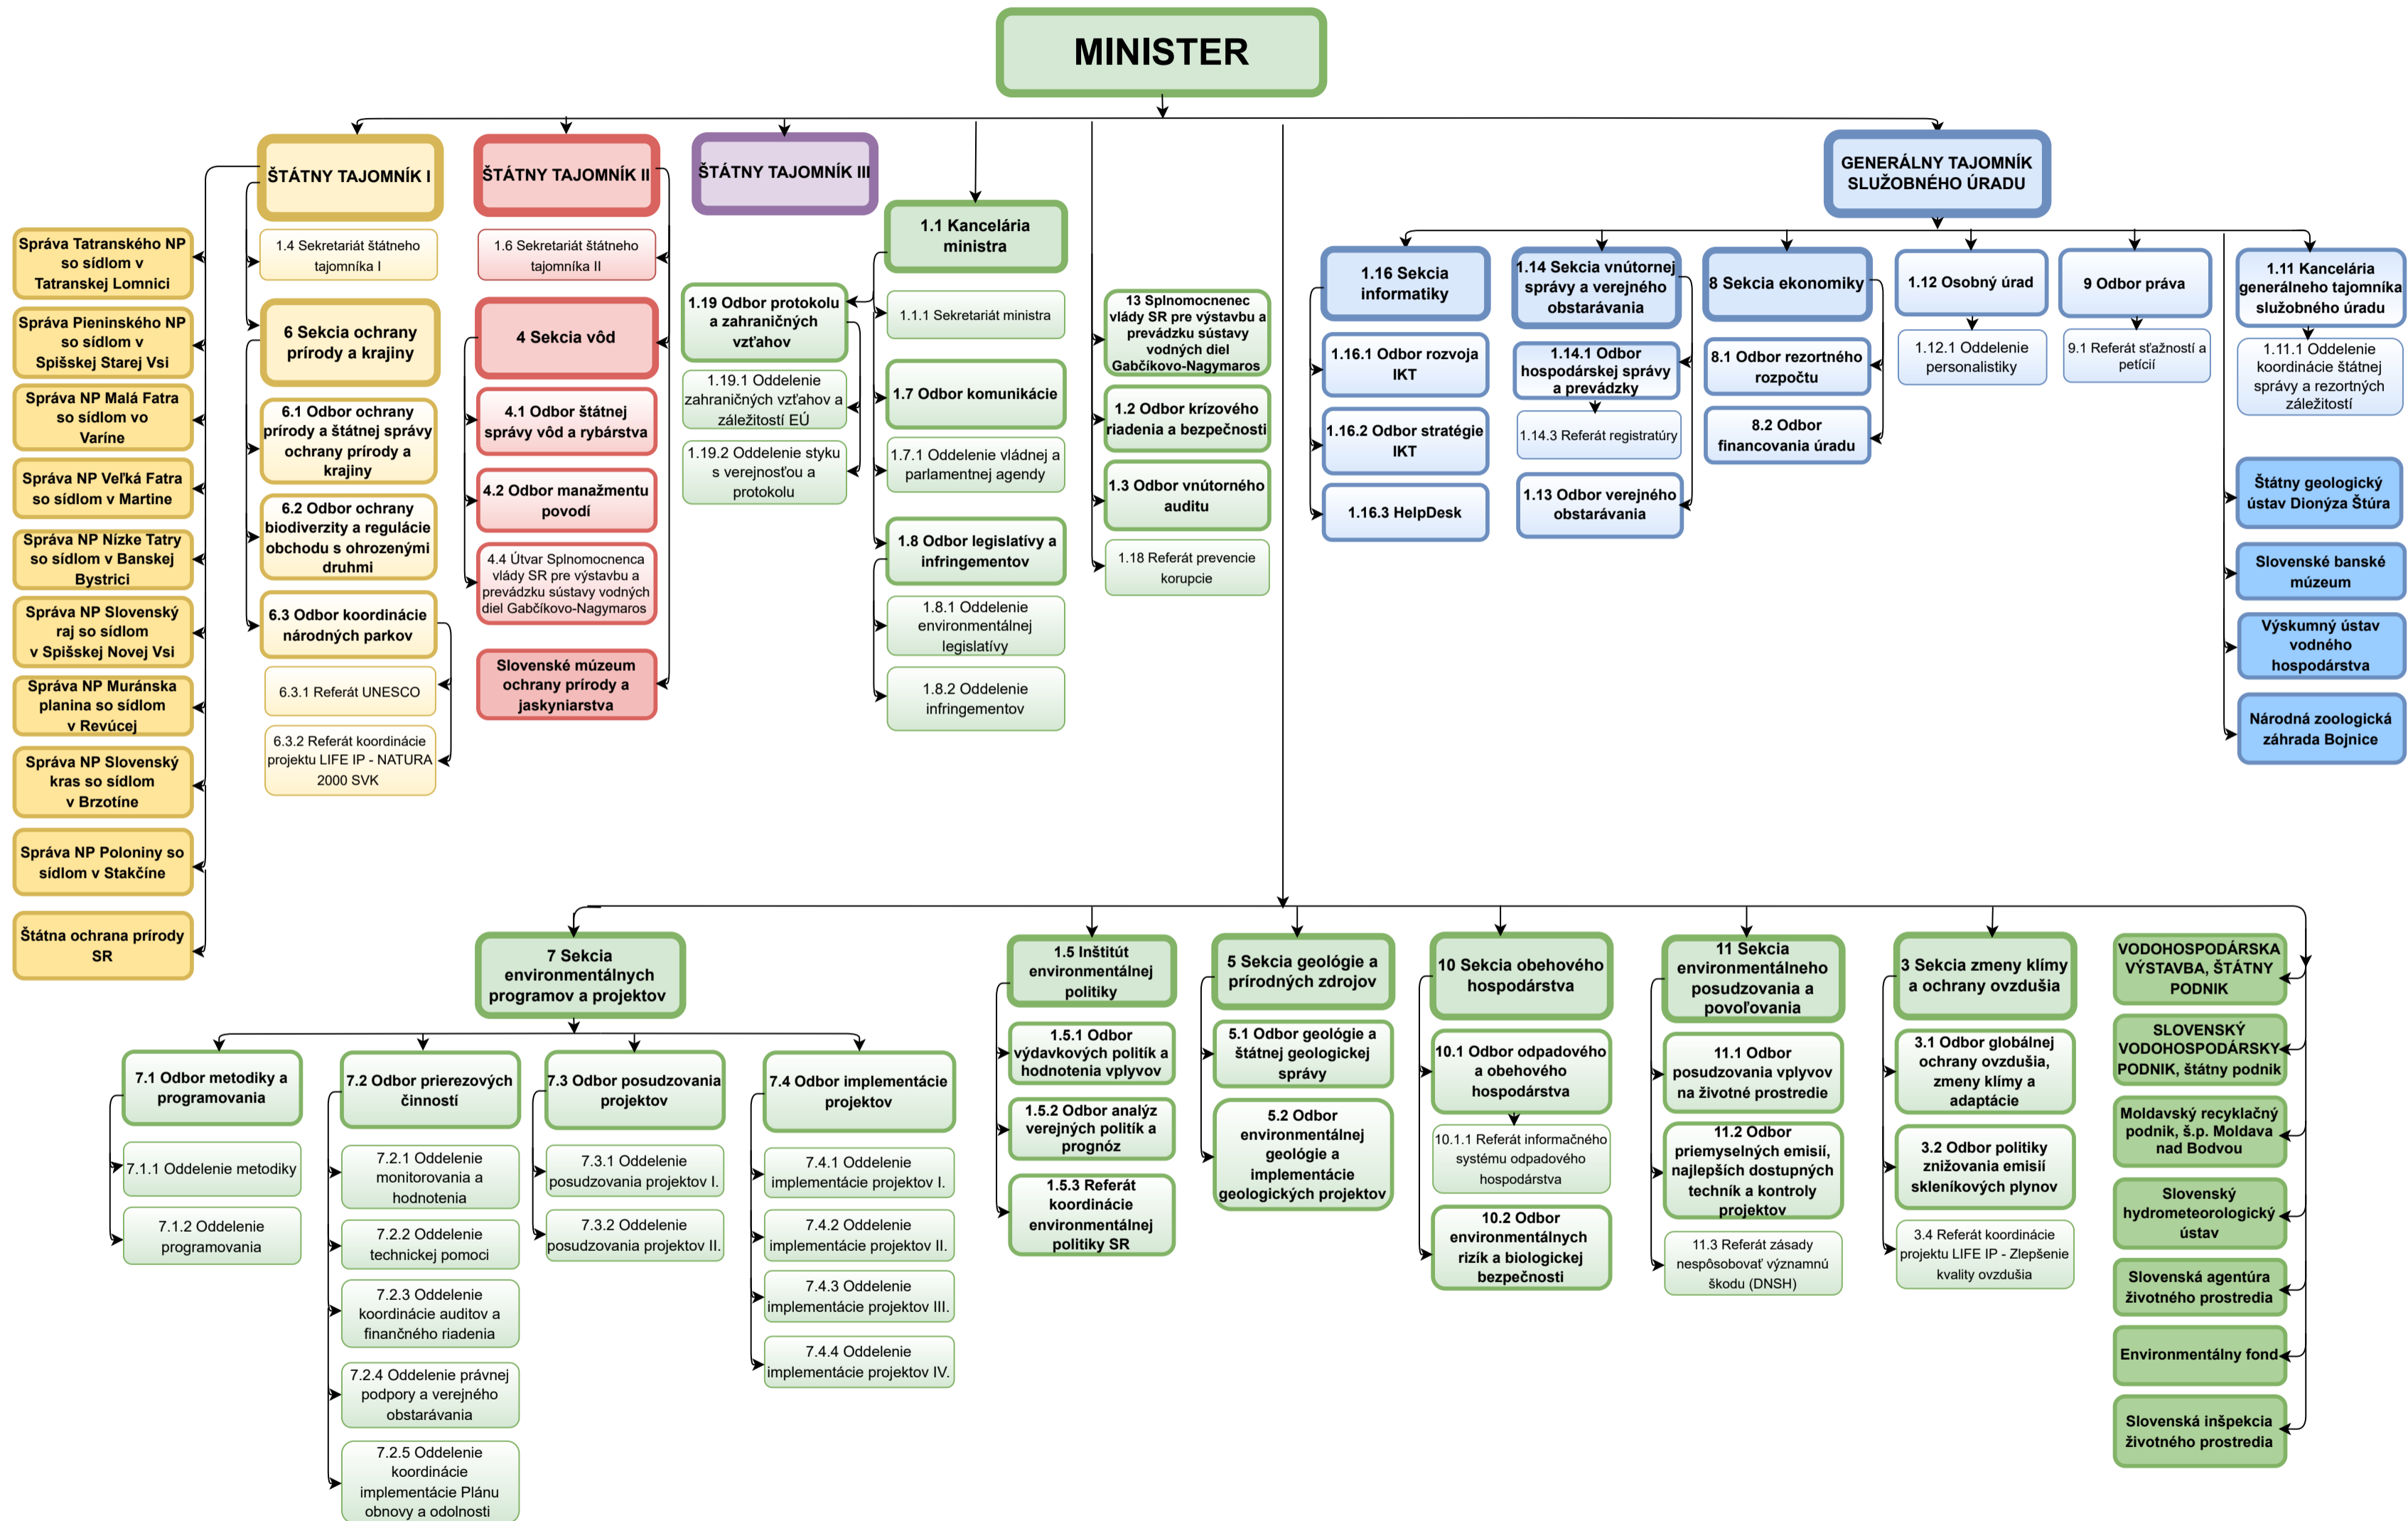 MINISTER
ŠTÁTNY TAJOMNÍK I
ŠTÁTNY TAJOMNÍK II
ŠTÁTNY TAJOMNÍK III
GENERÁLNY TAJOMNÍK
SLUŽOBNÉHO ÚRADU
Správa Tatranského NP
so sídlom v
Tatranskej Lomnici
Správa Pieninského NP
so sídlom v
Spišskej Starej Vsi
Správa NP Malá Fatra
so sídlom vo
Varíne
Správa NP Veľká Fatra
so sídlom v Martine
Správa NP Nízke Tatry
so sídlom v Banskej
Bystrici
Správa NP Slovenský
raj so sídlom
v Spišskej Novej Vsi
Správa NP Muránska
planina so sídlom
v Revúcej
Správa NP Slovenský
kras so sídlom
v Brzotíne
Správa NP Poloniny so
sídlom v Stakčíne
Štátna ochrana prírody
SR
1.4 Sekretariát štátneho
tajomníka I
6 Sekcia ochrany
prírody a krajiny
6.1 Odbor ochrany
prírody a štátnej správy
ochrany prírody a
krajiny
6.2 Odbor ochrany
biodiverzity a regulácie
obchodu s ohrozenými
druhmi
6.3 Odbor koordinácie
národných parkov
6.3.1 Referát UNESCO
6.3.2 Referát koordinácie
projektu LIFE IP - NATURA
2000 SVK
1.6 Sekretariát štátneho
tajomníka II
4 Sekcia vôd
4.1 Odbor štátnej
správy vôd a rybárstva
4.2 Odbor manažmentu
povodí
4.4 Útvar Splnomocnenca
vlády SR pre výstavbu a
prevádzku sústavy vodných
diel Gabčíkovo-Nagymaros
Slovenské múzeum
ochrany prírody a
jaskyniarstva
1.1 Kancelária
ministra
1.19 Odbor protokolu
a zahraničných
vzťahov
1.19.1 Oddelenie
zahraničných vzťahov a
záležitostí EÚ
1.19.2 Oddelenie styku
s verejnosťou a
protokolu
1.1.1 Sekretariát ministra
1.7 Odbor komunikácie
1.7.1 Oddelenie vládnej a
parlamentnej agendy
1.8 Odbor legislatívy a
infringementov
1.8.1 Oddelenie
environmentálnej
legislatívy
1.8.2 Oddelenie
infringementov
13 Splnomocnenec
vlády SR pre výstavbu a
prevádzku sústavy
vodných diel
Gabčíkovo-Nagymaros
1.2 Odbor krízového
riadenia a bezpečnosti
1.3 Odbor vnútorného
auditu
1.18 Referát prevencie
korupcie
1.16 Sekcia
informatiky
1.16.1 Odbor rozvoja
IKT
1.16.2 Odbor stratégie
IKT
1.16.3 HelpDesk
1.14 Sekcia vnútornej
správy a verejného
obstarávania
1.14.1 Odbor
hospodárskej správy
a prevádzky
1.14.3 Referát registratúry
1.13 Odbor verejného
obstarávania
8 Sekcia ekonomiky
8.1 Odbor rezortného
rozpočtu
8.2 Odbor
financovania úradu
1.12 Osobný úrad
1.12.1 Oddelenie
personalistiky
9 Odbor práva
9.1 Referát sťažností a
petícií
1.11 Kancelária
generálneho tajomníka
služobného úradu
1.11.1 Oddelenie
koordinácie štátnej
správy a rezortných
záležitostí
Štátny geologický
ústav Dionýza Štúra
Slovenské banské
múzeum
Výskumný ústav
vodného
hospodárstva
Národná zoologická
záhrada Bojnice
7 Sekcia
environmentálnych
programov a projektov
7.1 Odbor metodiky a
programovania
7.1.1 Oddelenie metodiky
7.1.2 Oddelenie
programovania
7.2 Odbor prierezových
činností
7.2.1 Oddelenie
monitorovania a
hodnotenia
7.2.2 Oddelenie
technickej pomoci
7.2.3 Oddelenie
koordinácie auditov a
finančného riadenia
7.2.4 Oddelenie právnej
podpory a verejného
obstarávania
7.2.5 Oddelenie
koordinácie
implementácie Plánu
obnovy a odolnosti
7.3 Odbor posudzovania
projektov
7.3.1 Oddelenie
posudzovania projektov I.
7.3.2 Oddelenie
posudzovania projektov II.
7.4 Odbor implementácie
projektov
7.4.1 Oddelenie
implementácie projektov I.
7.4.2 Oddelenie
implementácie projektov II.
7.4.3 Oddelenie
implementácie projektov III.
7.4.4 Oddelenie
implementácie projektov IV.
1.5 Inštitút
environmentálnej
politiky
1.5.1 Odbor
výdavkových politík a
hodnotenia vplyvov
1.5.2 Odbor analýz
verejných politík a
prognóz
1.5.3 Referát
koordinácie
environmentálnej
politiky SR
5 Sekcia geológie a
prírodných zdrojov
5.1 Odbor geológie a
štátnej geologickej
správy
5.2 Odbor
environmentálnej
geológie a
implementácie
geologických projektov
10 Sekcia obehového
hospodárstva
10.1 Odbor odpadového
a obehového
hospodárstva
10.1.1 Referát informačného
systému odpadového
hospodárstva
10.2 Odbor
environmentálnych
rizík a biologickej
bezpečnosti
11 Sekcia
environmentálneho
posudzovania a
povoľovania
11.1 Odbor
posudzovania vplyvov
na životné prostredie
11.2 Odbor
priemyselných emisií,
najlepších dostupných
techník a kontroly
projektov
11.3 Referát zásady
nespôsobovať významnú
škodu (DNSH)
3 Sekcia zmeny klímy
a ochrany ovzdušia
3.1 Odbor globálnej
ochrany ovzdušia,
zmeny klímy a
adaptácie
3.2 Odbor politiky
znižovania emisií
skleníkových plynov
3.4 Referát koordinácie
projektu LIFE IP - Zlepšenie
kvality ovzdušia
VODOHOSPODÁRSKA
VÝSTAVBA, ŠTÁTNY
PODNIK
SLOVENSKÝ
VODOHOSPODÁRSKY
PODNIK, štátny podnik
Moldavský recyklačný
podnik, š.p. Moldava
nad Bodvou
Slovenský
hydrometeorologický
ústav
Slovenská agentúra
životného prostredia
Environmentálny fond
Slovenská inšpekcia
životného prostredia